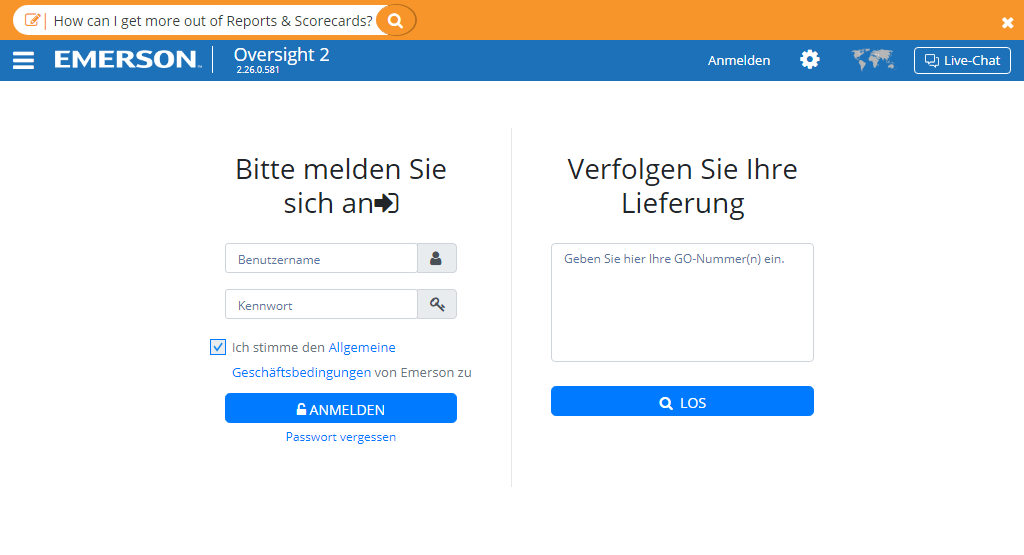 How can I get more out of Reports & Scorecards?
EMERSON™
Oversight 2
2.26.0.581
Anmelden
Live-Chat
Bitte melden Sie
sich an
Benutzername
Kennwort
Ich stimme den Allgemeine
Geschäftsbedingungen von Emerson zu
ANMELDEN
Passwort vergessen
Verfolgen Sie Ihre
Lieferung
Geben Sie hier Ihre GO-Nummer(n) ein.
LOS